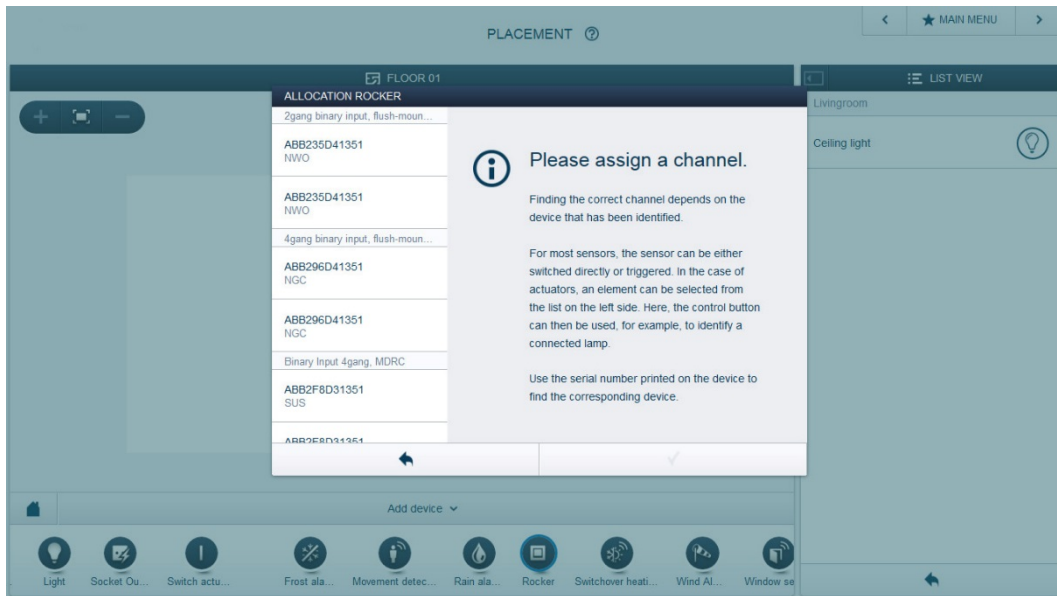 PLACEMENT
MAIN MENU
FLOOR 01
LIST VIEW
Livingroom
Ceiling light
ALLOCATION ROCKER
2gang binary input, flush-moun...
ABB235D41351
NWO
ABB235D41351
NWO
4gang binary input, flush-moun...
ABB296D41351
NGC
ABB296D41351
NGC
Binary Input 4gang, MDRC
ABB2F8D31351
SUS
ABB2F8D31351
Please assign a channel.
Finding the correct channel depends on the
device that has been identified.
For most sensors, the sensor can be either
switched directly or triggered. In the case of
actuators, an element can be selected from
the list on the left side. Here, the control button
can then be used, for example, to identify a
connected lamp.
Use the serial number printed on the device to
find the corresponding device.
Add device
Light
Socket Ou...
Switch actu...
Frost ala...
Movement detec...
Rain ala...
Rocker
Switchover heati...
Wind Al...
Window se